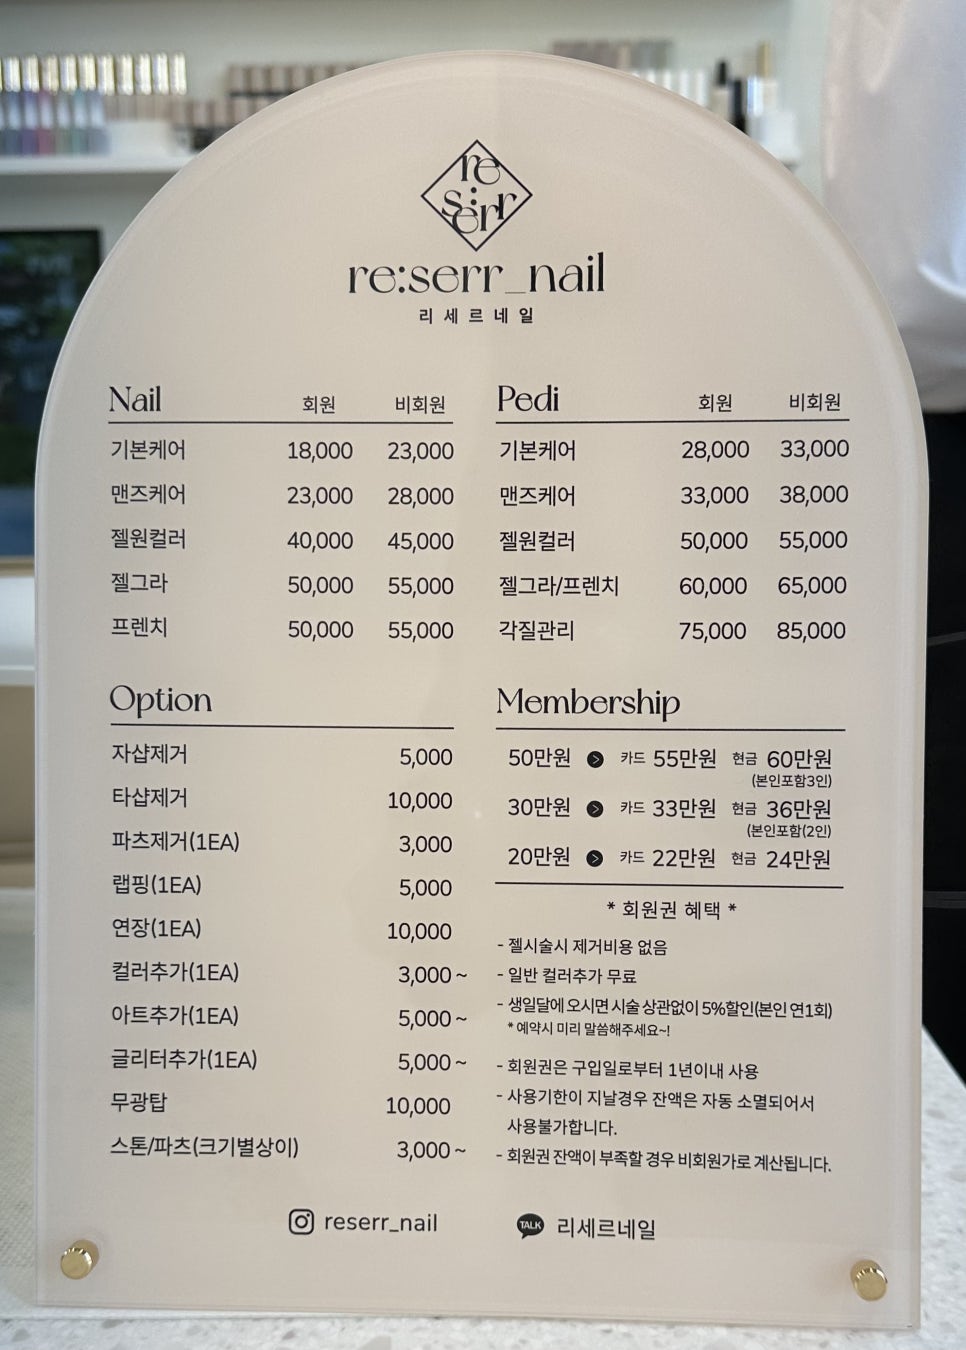 re
serr
re:serr_nail
리세르네일
Nail 회원 비회원
기본케어 18,000 23,000
맨즈케어 23,000 28,000
젤원컬러 40,000 45,000
젤그라 50,000 55,000
프렌치 50,000 55,000
Pedi 회원 비회원
기본케어 28,000 33,000
맨즈케어 33,000 38,000
젤원컬러 50,000 55,000
젤그라/프렌치 60,000 65,000
각질관리 75,000 85,000
Option
자샵제거 5,000
타샵제거 10,000
파츠제거(1EA) 3,000
랩핑(1EA) 5,000
연장(1EA) 10,000
컬러추가(1EA) 3,000~
아트추가(1EA) 5,000~
글리터추가(1EA) 5,000~
무광탑 10,000
스톤/파츠(크기별상이) 3,000~
Membership
50만원 > 카드 55만원 현금 60만원
(본인포함3인)
30만원 > 카드 33만원 현금 36만원
(본인포함(2인)
20만원 > 카드 22만원 현금 24만원
* 회원권 혜택 *
- 젤시술시 제거비용 없음
- 일반 컬러추가 무료
- 생일달에 오시면 시술 상관없이 5%할인(본인 연1회)
* 예약시 미리 말씀해주세요~!
- 회원권은 구입일로부터 1년이내 사용
- 사용기한이 지날경우 잔액은 자동 소멸되어서
사용불가합니다.
- 회원권 잔액이 부족할 경우 비회원가로 계산됩니다.
reserr_nail
TALK 리세르네일